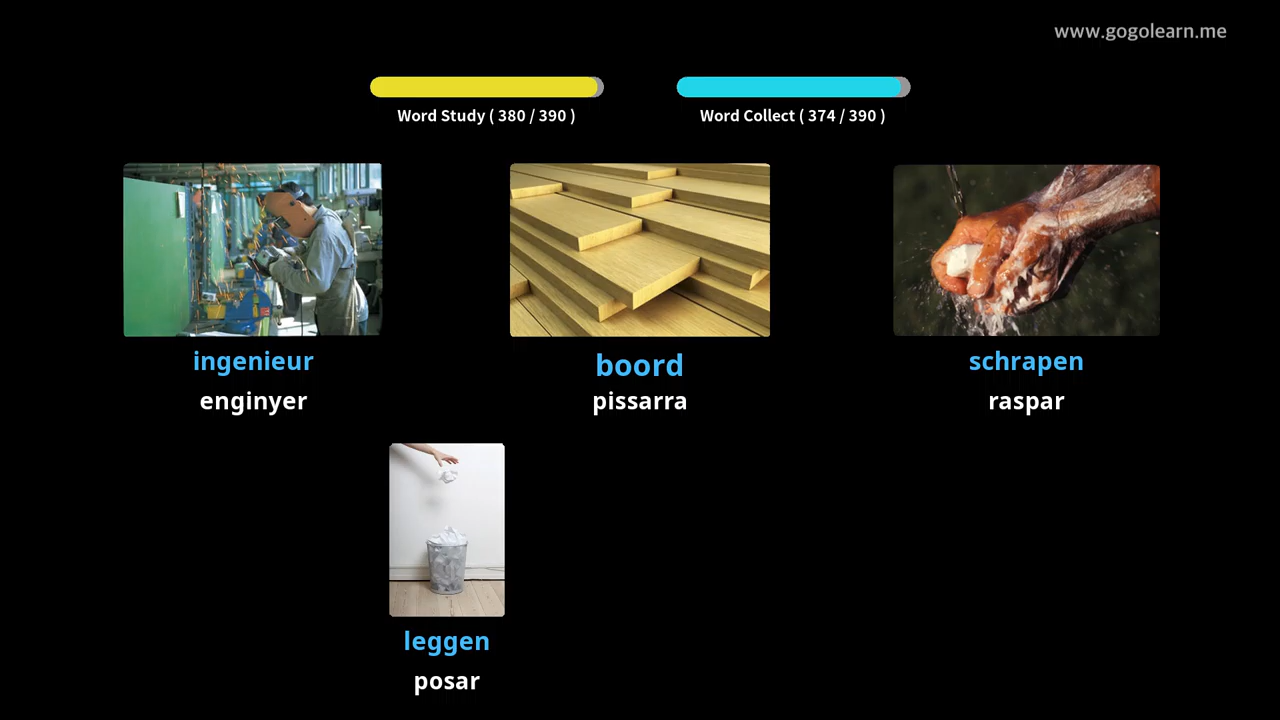 www.gogolearn.me
Word Study ( 380 / 390 )
Word Collect ( 374 / 390 )
ingenieur
enginyer
boord
pissarra
schrapen
raspar
leggen
posar